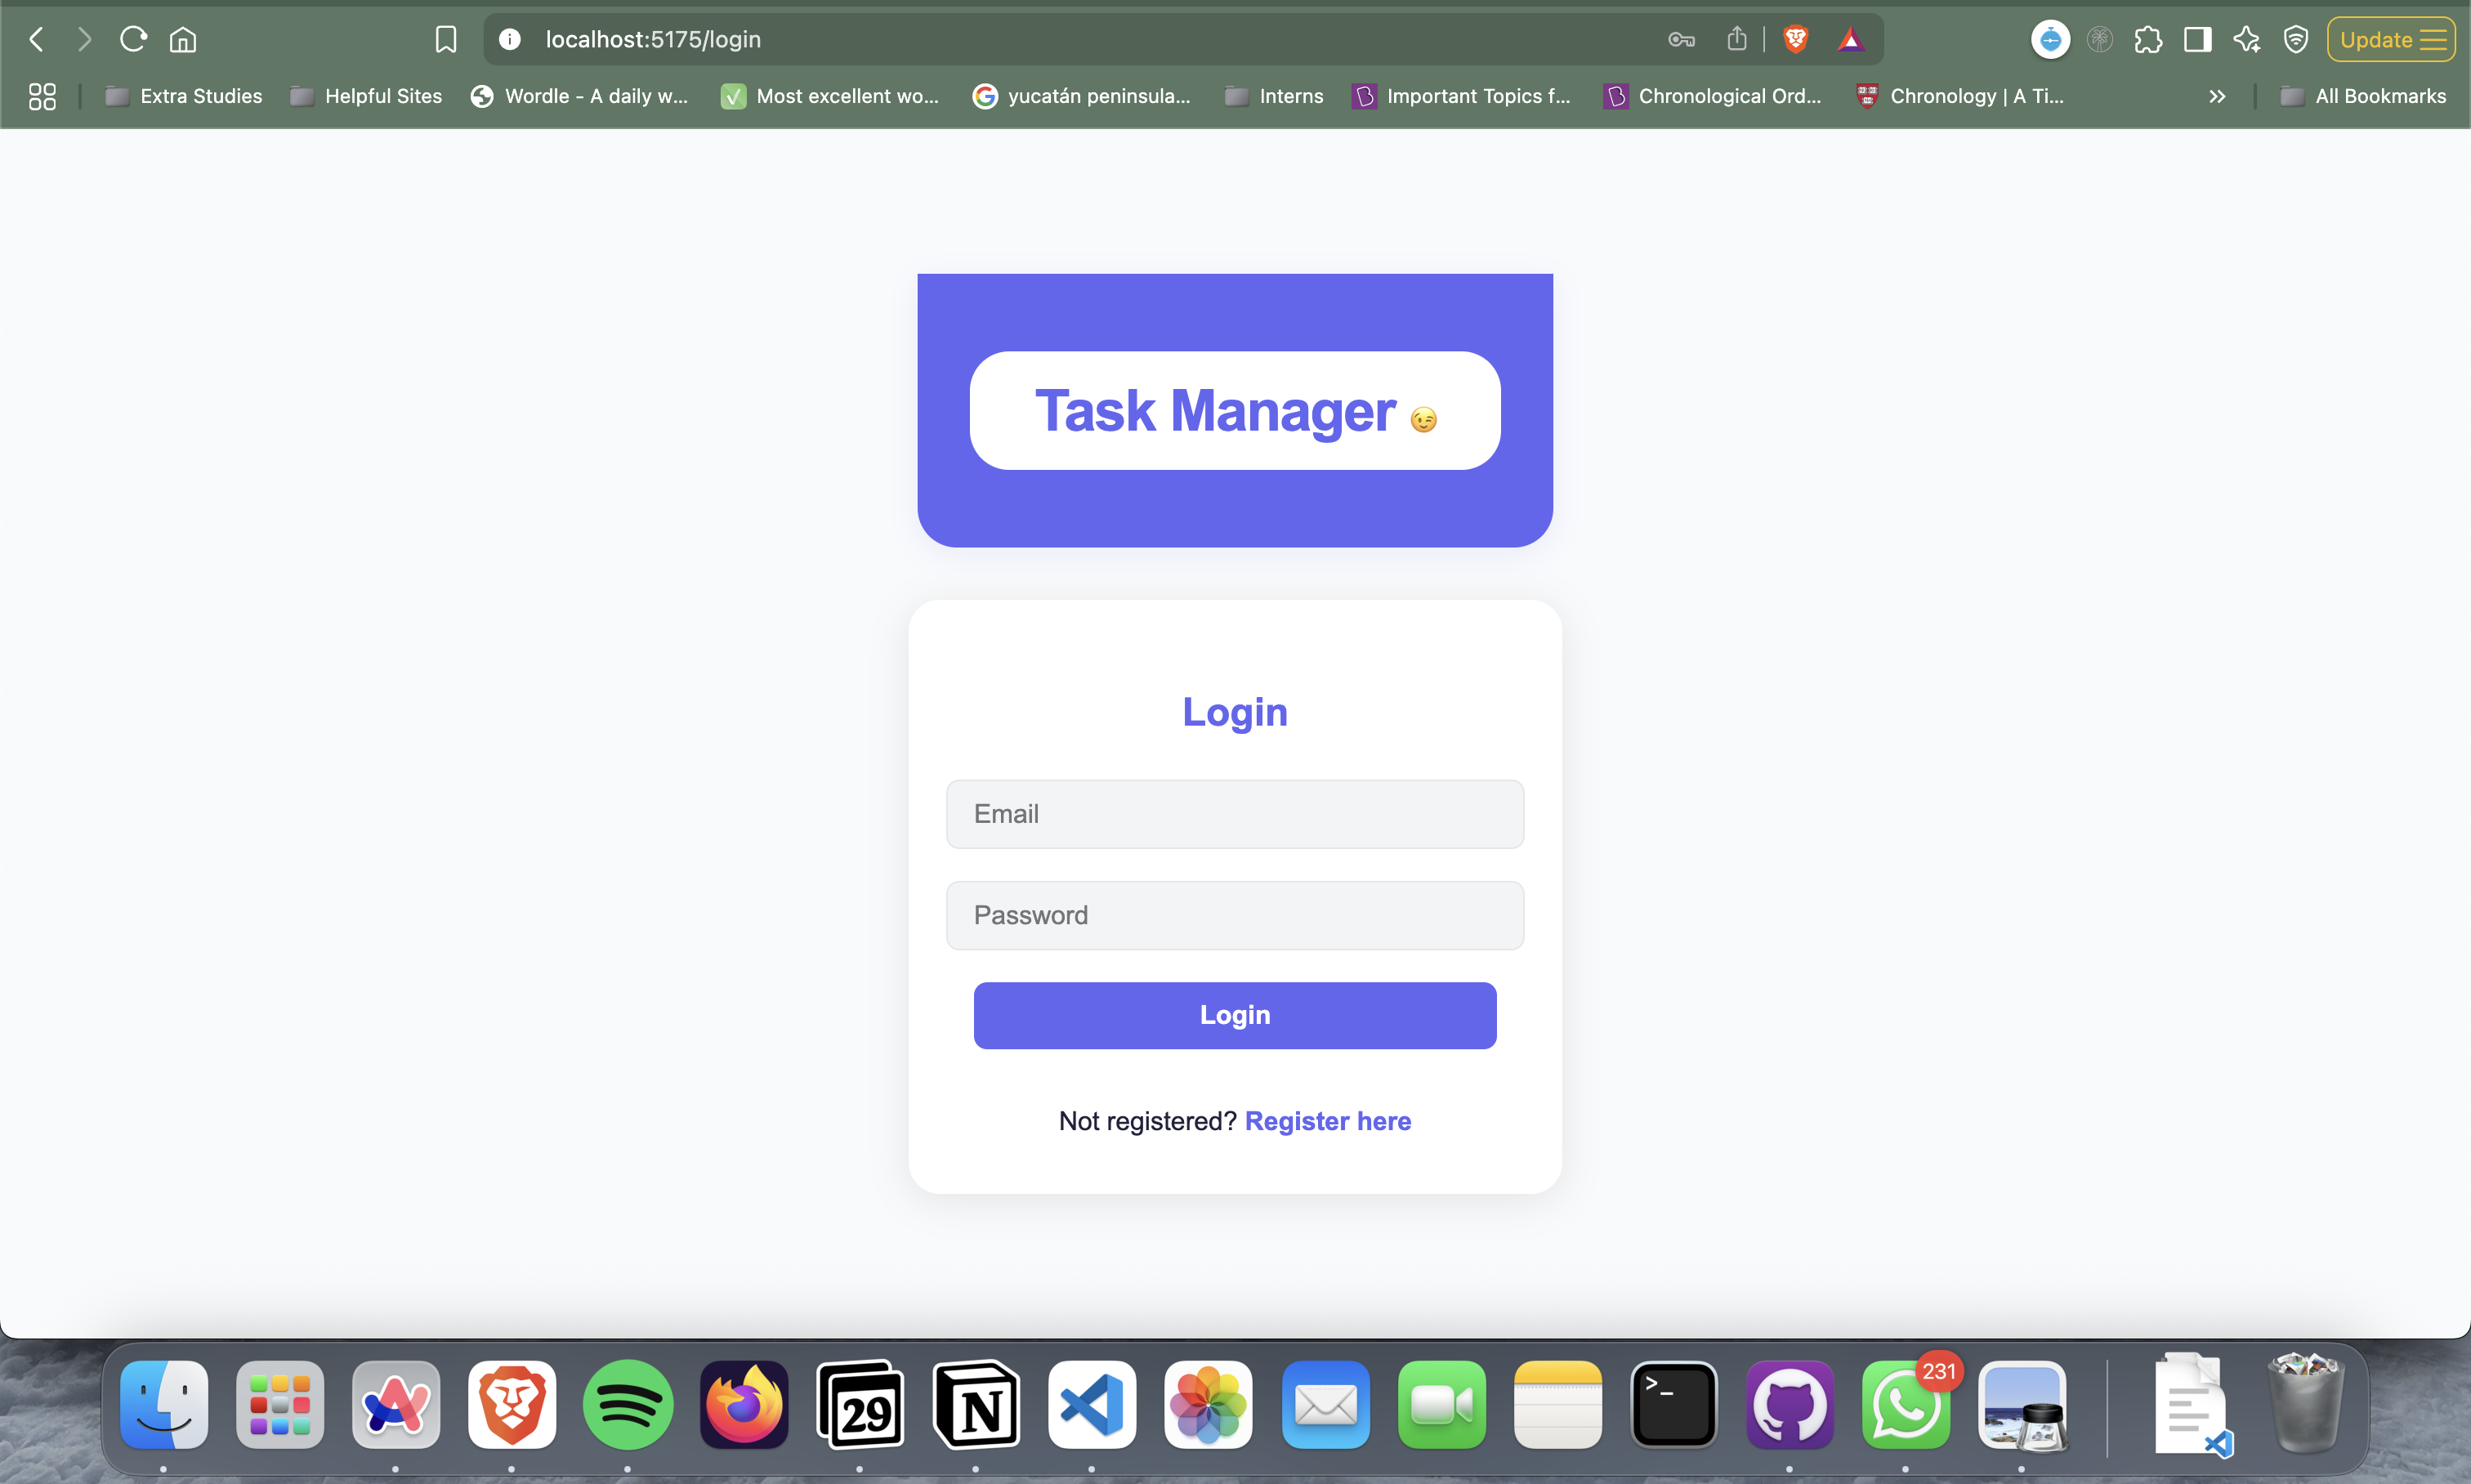 localhost:5175/login
Update
Extra Studies
Helpful Sites
Wordle - A daily w...
Most excellent wo...
yucatán peninsula...
Interns
Important Topics f...
Chronological Ord...
Chronology | A Ti...
All Bookmarks
Task Manager 😉
Login
Email
Password
Login
Not registered? Register here
29
231